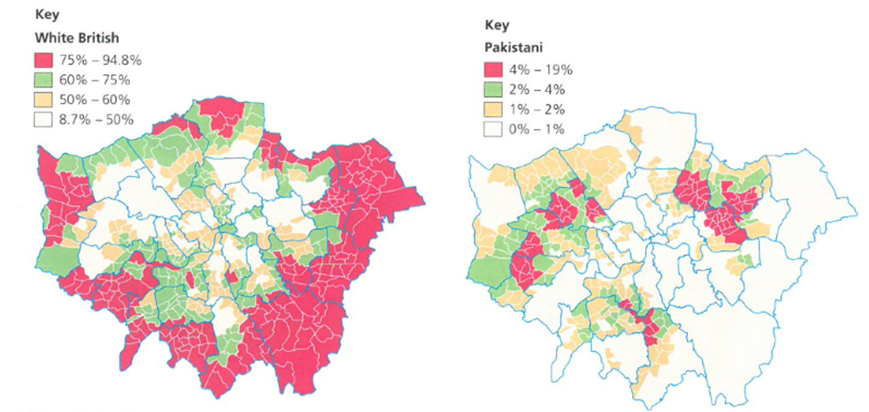 Key
White British
75% – 94.8%
60% – 75%
50% – 60%
8.7% – 50%
Key
Pakistani
4% – 19%
2% – 4%
1% – 2%
0% – 1%